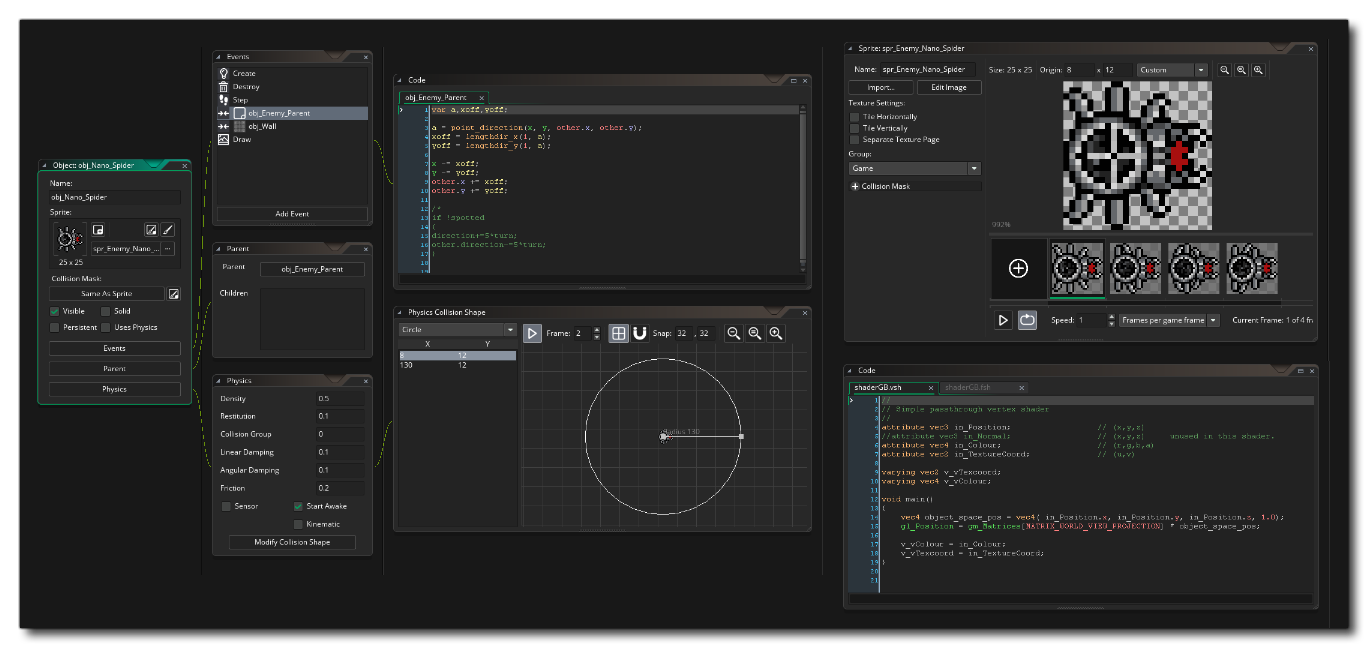 Object: obj_Nano_Spider
Name:
obj_Nano_Spider
Sprite:
spr_Enemy_Nano_...
25 x 25
Collision Mask:
Same As Sprite
Visible
Solid
Persistent
Uses Physics
Events
Parent
Physics
Events
Create
Destroy
Step
obj_Enemy_Parent
obj_Wall
Draw
Add Event
Parent
Parent
obj_Enemy_Parent
Children
Physics
Density 0.5
Restitution 0.1
Collision Group 0
Linear Damping 0.1
Angular Damping 0.1
Friction 0.2
Sensor
Start Awake
Kinematic
Modify Collision Shape
Code
obj_Enemy_Parent
1 var a,xoff,yoff;
2
3 a = point_direction(x, y, other.x, other.y);
4 xoff = lengthdir_x(1, a);
5 yoff = lengthdir_y(1, a);
6
7 x -= xoff;
8 y -= yoff;
9 other.x += xoff;
10 other.y += yoff;
11
12 /*
13 if !spotted
14 {
15 direction+=5*turn;
16 other.direction-=5*turn;
17 }
18
19
Physics Collision Shape
Circle
Frame: 2
Snap: 32 , 32
X Y
8 12
130 12
Radius 130
Sprite: spr_Enemy_Nano_Spider
Name: spr_Enemy_Nano_Spider
Size: 25 x 25 Origin: 8 x 12 Custom
Import...
Edit Image
Texture Settings:
Tile Horizontally
Tile Vertically
Separate Texture Page
Group:
Game
Collision Mask
992%
Speed: 1
Frames per game frame
Current Frame: 1 of 4 fr
Code
shaderGB.vsh
shaderGB.fsh
1 //
2 // Simple passthrough vertex shader
3 //
4 attribute vec3 in_Position; // (x,y,z)
5 //attribute vec3 in_Normal; // (x,y,z) unused in this shader.
6 attribute vec4 in_Colour; // (r,g,b,a)
7 attribute vec2 in_TextureCoord; // (u,v)
8
9 varying vec2 v_vTexcoord;
10 varying vec4 v_vColour;
11
12 void main()
13 {
14 vec4 object_space_pos = vec4( in_Position.x, in_Position.y, in_Position.z, 1.0);
15 gl_Position = gm_Matrices[MATRIX_WORLD_VIEW_PROJECTION] * object_space_pos;
16
17 v_vColour = in_Colour;
18 v_vTexcoord = in_TextureCoord;
19 }
20
21